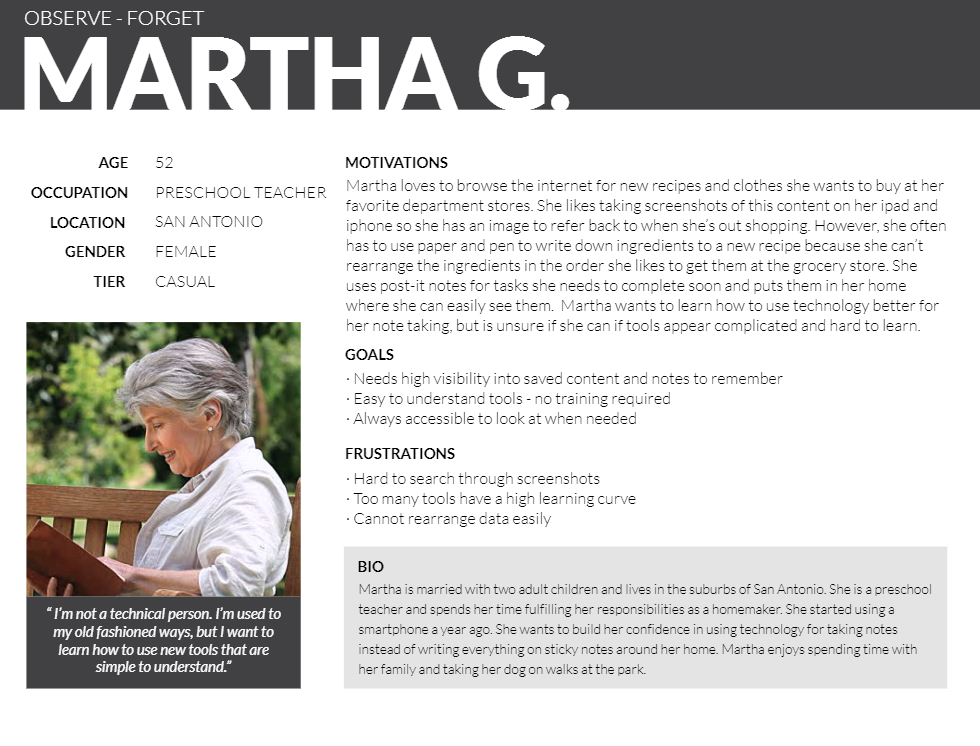 OBSERVE - FORGET
MARTHA G.
AGE 52
OCCUPATION PRESCHOOL TEACHER
LOCATION SAN ANTONIO
GENDER FEMALE
TIER CASUAL
“ I’m not a technical person. I’m used to
my old fashioned ways, but I want to
learn how to use new tools that are
simple to understand.”
MOTIVATIONS
Martha loves to browse the internet for new recipes and clothes she wants to buy at her
favorite department stores. She likes taking screenshots of this content on her ipad and
iphone so she has an image to refer back to when she’s out shopping. However, she often
has to use paper and pen to write down ingredients to a new recipe because she can’t
rearrange the ingredients in the order she likes to get them at the grocery store. She
uses post-it notes for tasks she needs to complete soon and puts them in her home
where she can easily see them. Martha wants to learn how to use technology better for
her note taking, but is unsure if she can if tools appear complicated and hard to learn.
GOALS
· Needs high visibility into saved content and notes to remember
· Easy to understand tools - no training required
· Always accessible to look at when needed
FRUSTRATIONS
· Hard to search through screenshots
· Too many tools have a high learning curve
· Cannot rearrange data easily
BIO
Martha is married with two adult children and lives in the suburbs of San Antonio. She is a preschool
teacher and spends her time fulfilling her responsibilities as a homemaker. She started using a
smartphone a year ago. She wants to build her confidence in using technology for taking notes
instead of writing everything on sticky notes around her home. Martha enjoys spending time with
her family and taking her dog on walks at the park.